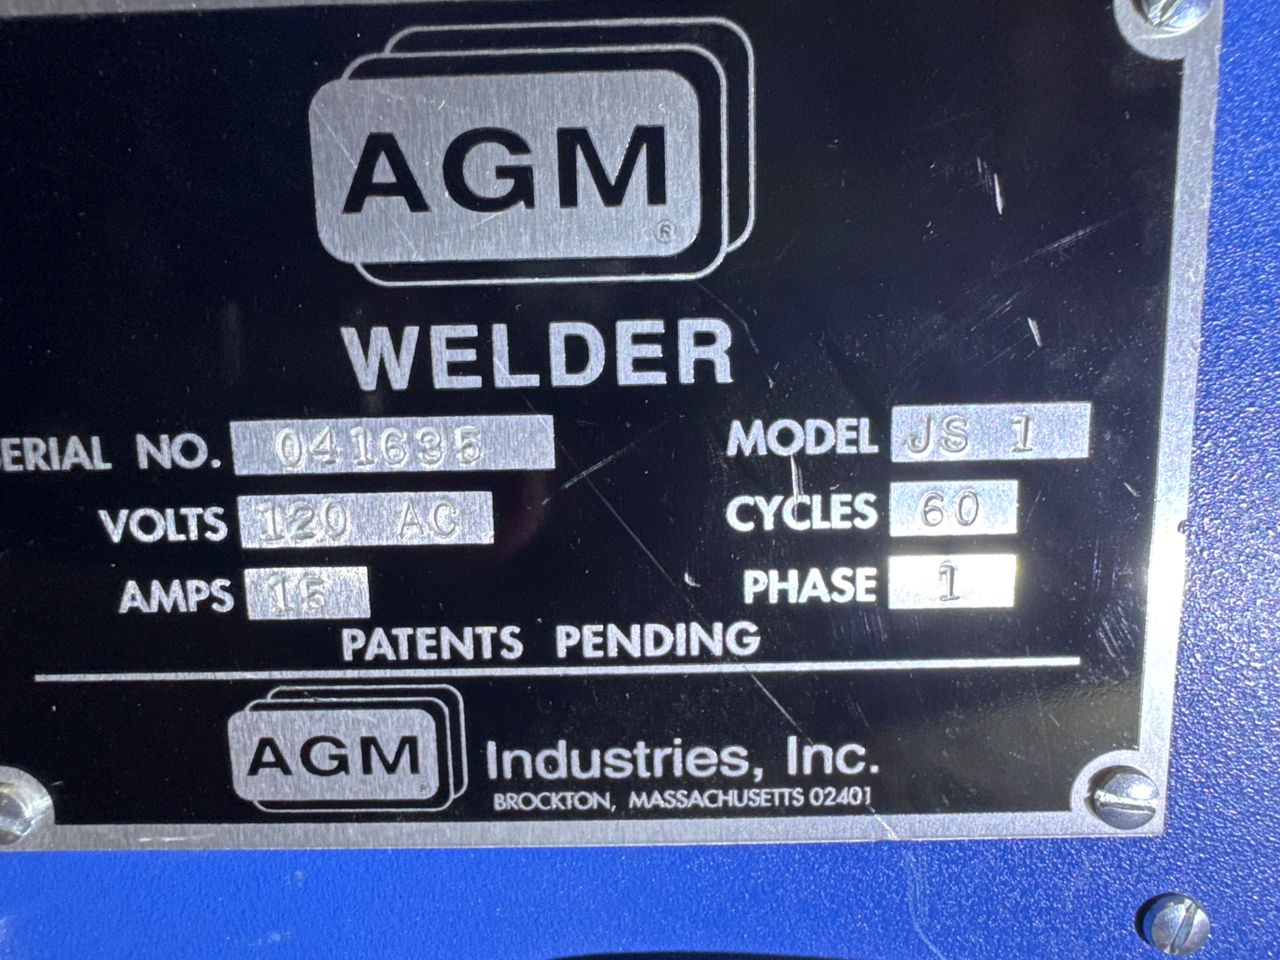 AGM
®
WELDER
SERIAL NO. 041635 MODEL JS 1
VOLTS 120 AC CYCLES 60
AMPS 15 PHASE 1
PATENTS PENDING
AGM Industries, Inc.
BROCKTON, MASSACHUSETTS 02401